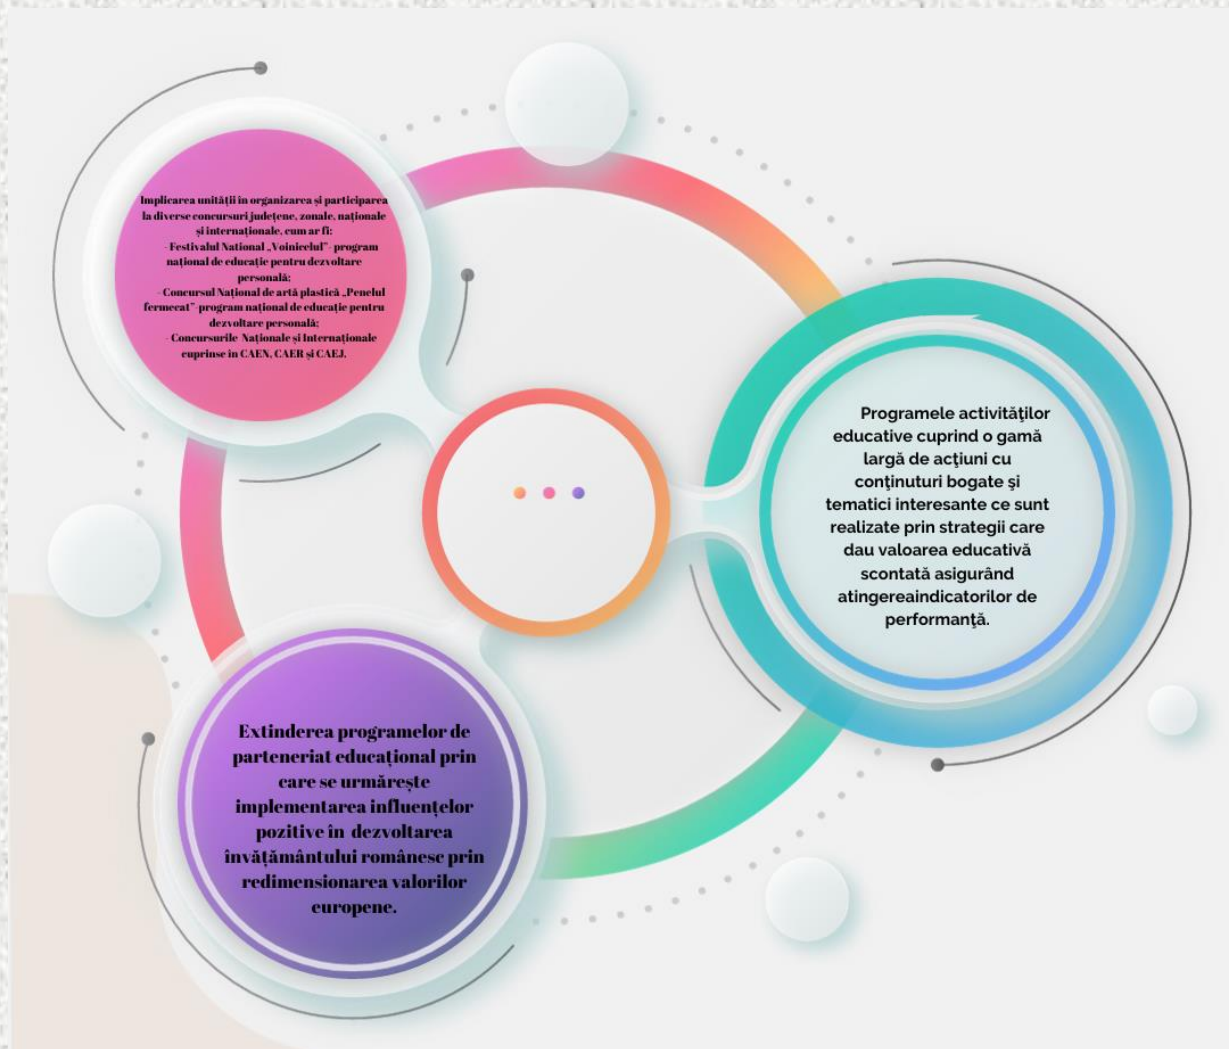 Implicarea unității în organizarea și participarea
la diverse concursuri județene, zonale, naționale
și internaționale, cum ar fi:
- Festivalul National „Voinicelul”- program
național de educație pentru dezvoltare
personală;
- Concursul Național de artă plastică „Penelul
fermecat”-program național de educație pentru
dezvoltare personală;
- Concursurile Naționale și Internaționale
cuprinse în CAEN, CAER și CAEJ.
Programele activităţilor
educative cuprind o gamă
largă de acţiuni cu
conţinuturi bogate şi
tematici interesante ce sunt
realizate prin strategii care
dau valoarea educativă
scontată asigurând
atingereaindicatorilor de
performanţă.
Extinderea programelor de
parteneriat educațional prin
care se urmărește
implementarea influențelor
pozitive în dezvoltarea
învățământului românesc prin
redimensionarea valorilor
europene.